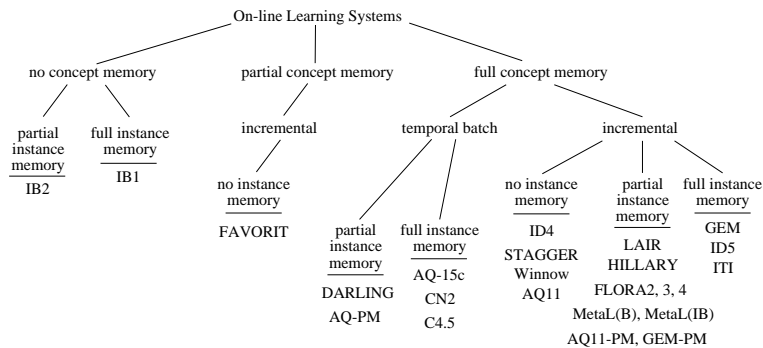 On-line Learning Systems
no concept memory
partial concept memory
full concept memory
partial
instance
memory
IB2
full instance
memory
IB1
incremental
no instance
memory
FAVORIT
temporal batch
partial
instance
memory
DARLING
AQ-PM
full instance
memory
AQ-15c
CN2
C4.5
incremental
no instance
memory
ID4
STAGGER
Winnow
AQ11
partial
instance
memory
LAIR
HILLARY
FLORA2, 3, 4
MetaL(B), MetaL(IB)
AQ11-PM, GEM-PM
full instance
memory
GEM
ID5
ITI